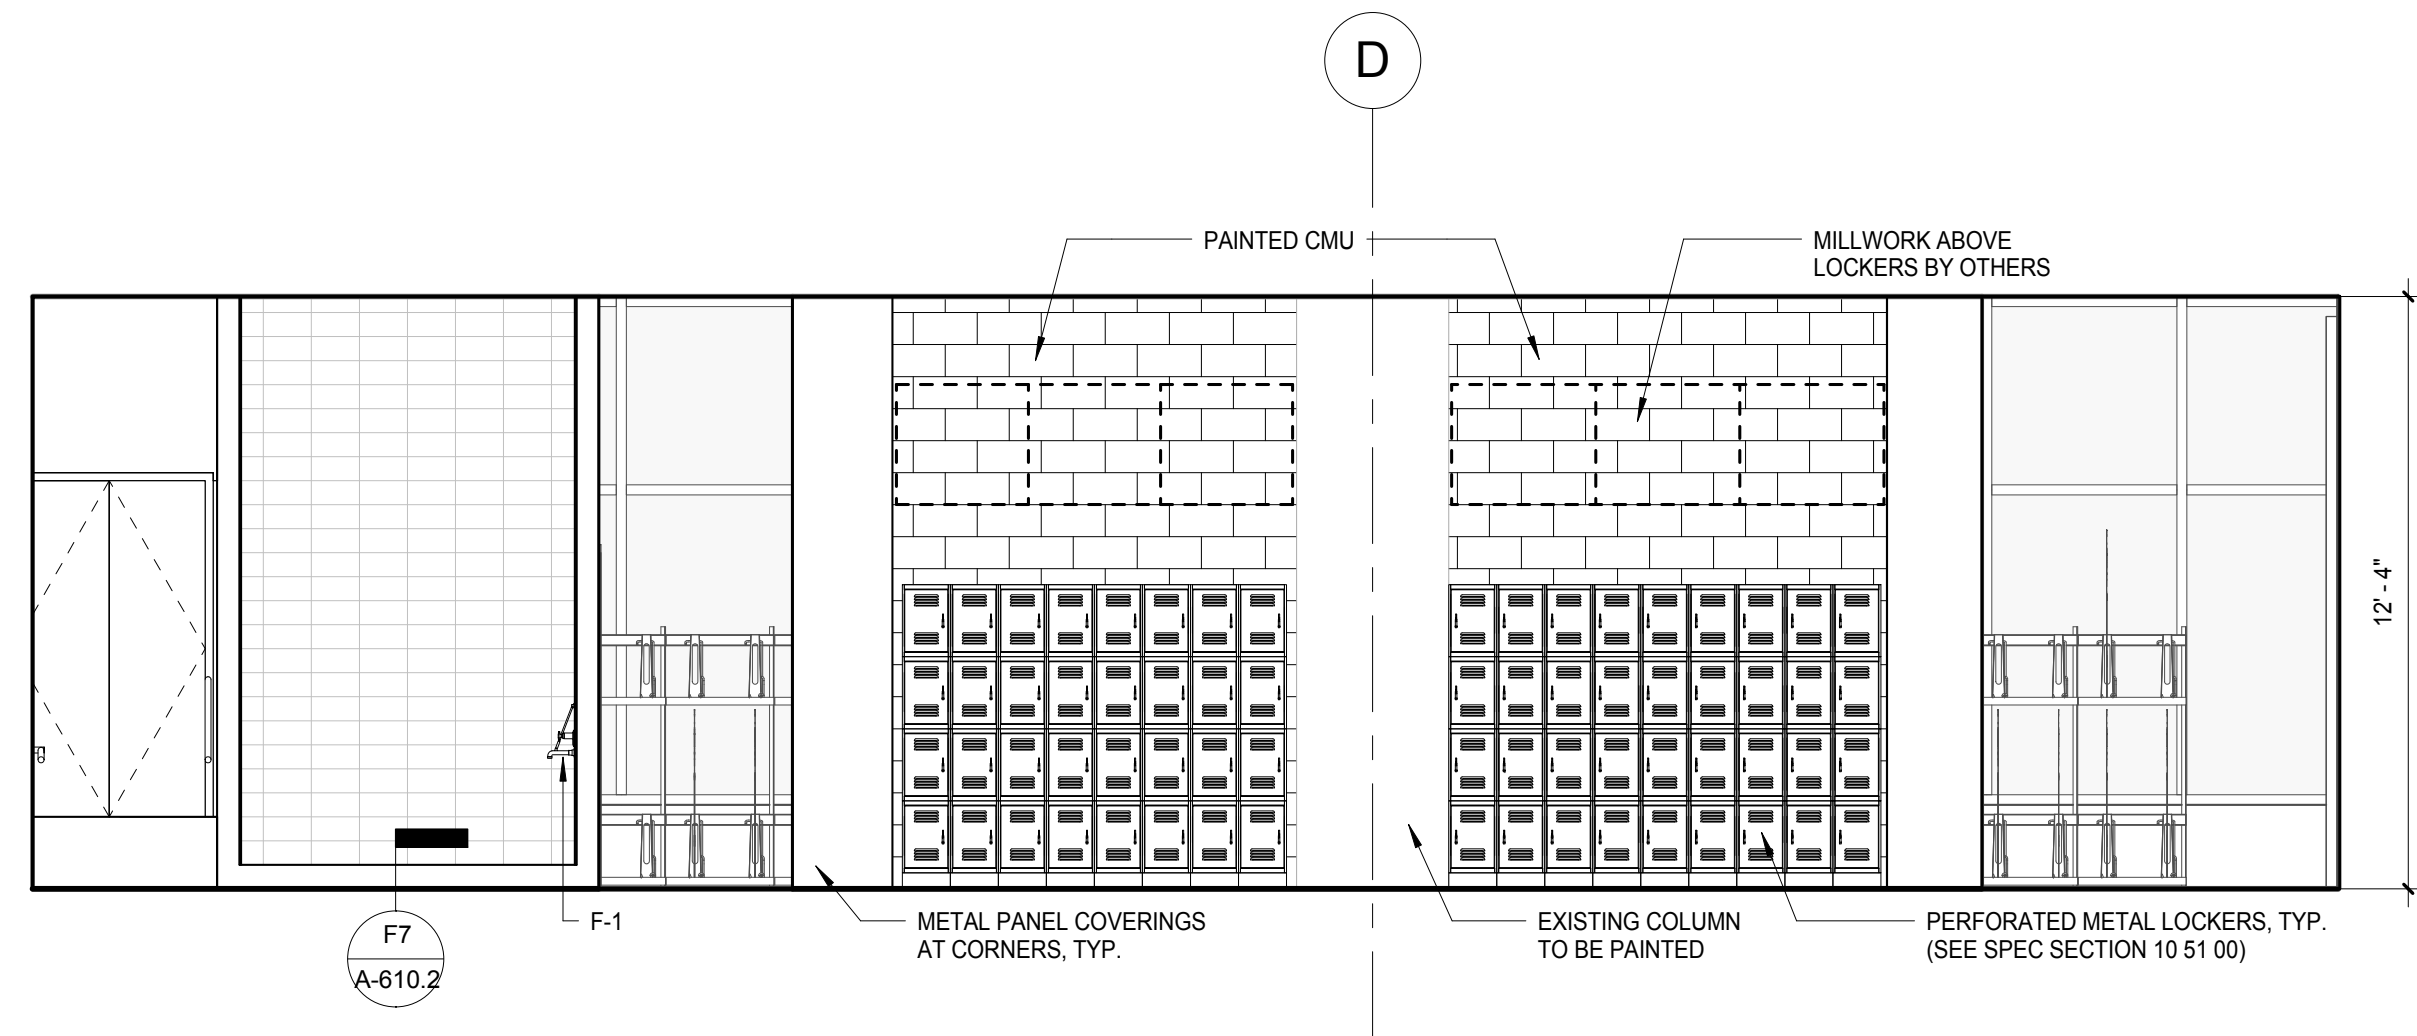 D
PAINTED CMU
MILLWORK ABOVE
LOCKERS BY OTHERS
12' - 4"
F7
A-610.2
F-1
METAL PANEL COVERINGS
AT CORNERS, TYP.
EXISTING COLUMN
TO BE PAINTED
PERFORATED METAL LOCKERS, TYP.
(SEE SPEC SECTION 10 51 00)